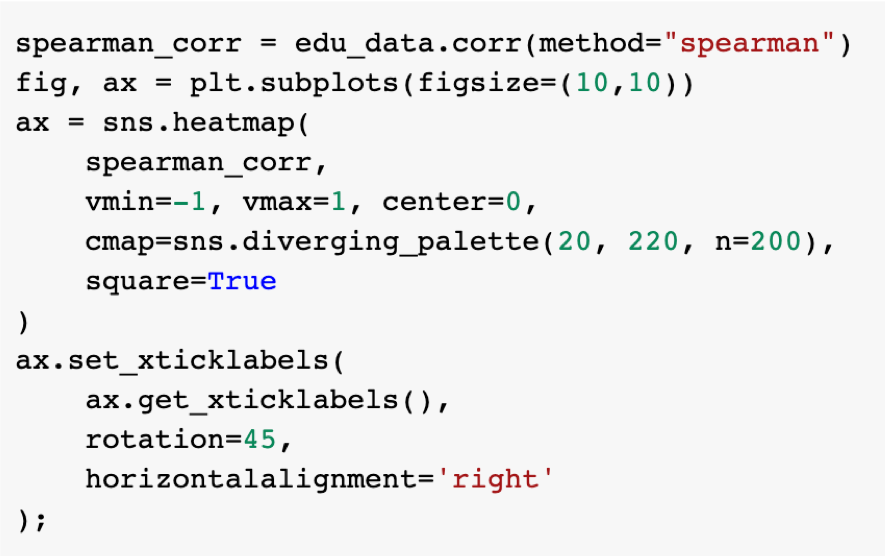 spearman_corr = edu_data.corr(method="spearman")
fig, ax = plt.subplots(figsize=(10,10))
ax = sns.heatmap(
    spearman_corr,
    vmin=-1, vmax=1, center=0,
    cmap=sns.diverging_palette(20, 220, n=200),
    square=True
)
ax.set_xticklabels(
    ax.get_xticklabels(),
    rotation=45,
    horizontalalignment='right'
);